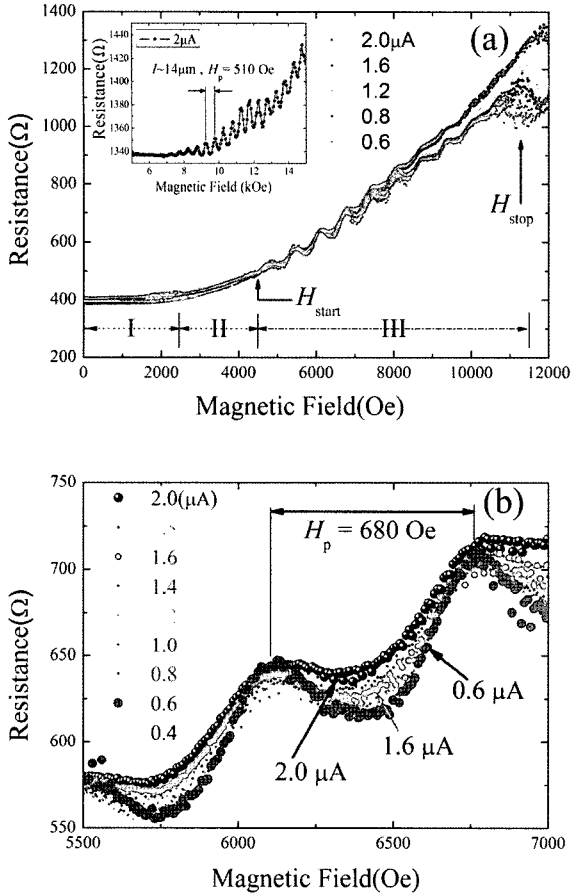 1400
1200
1000
800
600
400
200
Resistance(Ω)
0 2000 4000 6000 8000 10000 12000
Magnetic Field(Oe)
(a)
2.0μA
1.6
1.2
0.8
0.6
H stop
H start
I II III
1440
1420
1400
1380
1360
1340
Resistance(Ω)
2μA
l~14μm , Hp = 510 Oe
6 8 10 12 14
Magnetic Field (kOe)
750
700
650
600
550
Resistance(Ω)
5500 6000 6500 7000
Magnetic Field(Oe)
(b)
2.0(μA)
1.6
1.4
1.0
0.8
0.6
0.4
Hp = 680 Oe
0.6 μA
1.6 μA
2.0 μA